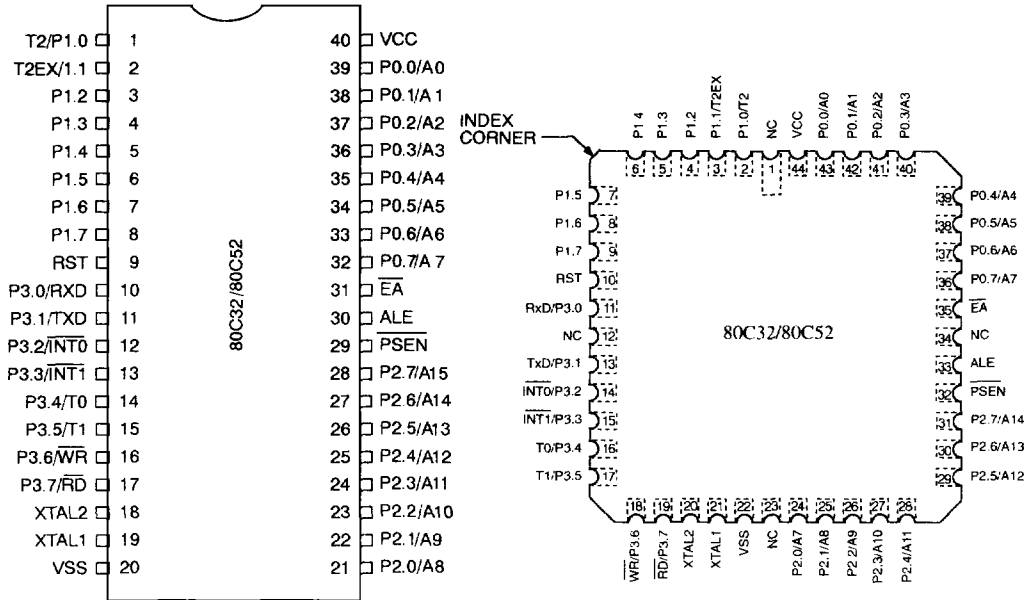 T2/P1.0 1
T2EX/1.1 2
P1.2 3
P1.3 4
P1.4 5
P1.5 6
P1.6 7
P1.7 8
RST 9
P3.0/RXD 10
P3.1/TXD 11
P3.2/INT0 12
P3.3/INT1 13
P3.4/T0 14
P3.5/T1 15
P3.6/WR 16
P3.7/RD 17
XTAL2 18
XTAL1 19
VSS 20
80C32/80C52
40 VCC
39 P0.0/A0
38 P0.1/A1
37 P0.2/A2
36 P0.3/A3
35 P0.4/A4
34 P0.5/A5
33 P0.6/A6
32 P0.7/A7
31 EA
30 ALE
29 PSEN
28 P2.7/A15
27 P2.6/A14
26 P2.5/A13
25 P2.4/A12
24 P2.3/A11
23 P2.2/A10
22 P2.1/A9
21 P2.0/A8
INDEX
CORNER
P1.4 6
P1.3 5
P1.2 4
P1.1/T2EX 3
P1.0/T2 2
NC 1
VCC 44
P0.0/A0 43
P0.1/A1 42
P0.2/A2 41
P0.3/A3 40
P1.5 7
P1.6 8
P1.7 9
RST 10
RxD/P3.0 11
NC 12
TxD/P3.1 13
INT0/P3.2 14
INT1/P3.3 15
T0/P3.4 16
T1/P3.5 17
80C32/80C52
39 P0.4/A4
38 P0.5/A5
37 P0.6/A6
36 P0.7/A7
35 EA
34 NC
33 ALE
32 PSEN
31 P2.7/A14
30 P2.6/A13
29 P2.5/A12
18 WR/P3.6
19 RD/P3.7
20 XTAL2
21 XTAL1
22 VSS
23 NC
24 P2.0/A7
25 P2.1/A8
26 P2.2/A9
27 P2.3/A10
28 P2.4/A11